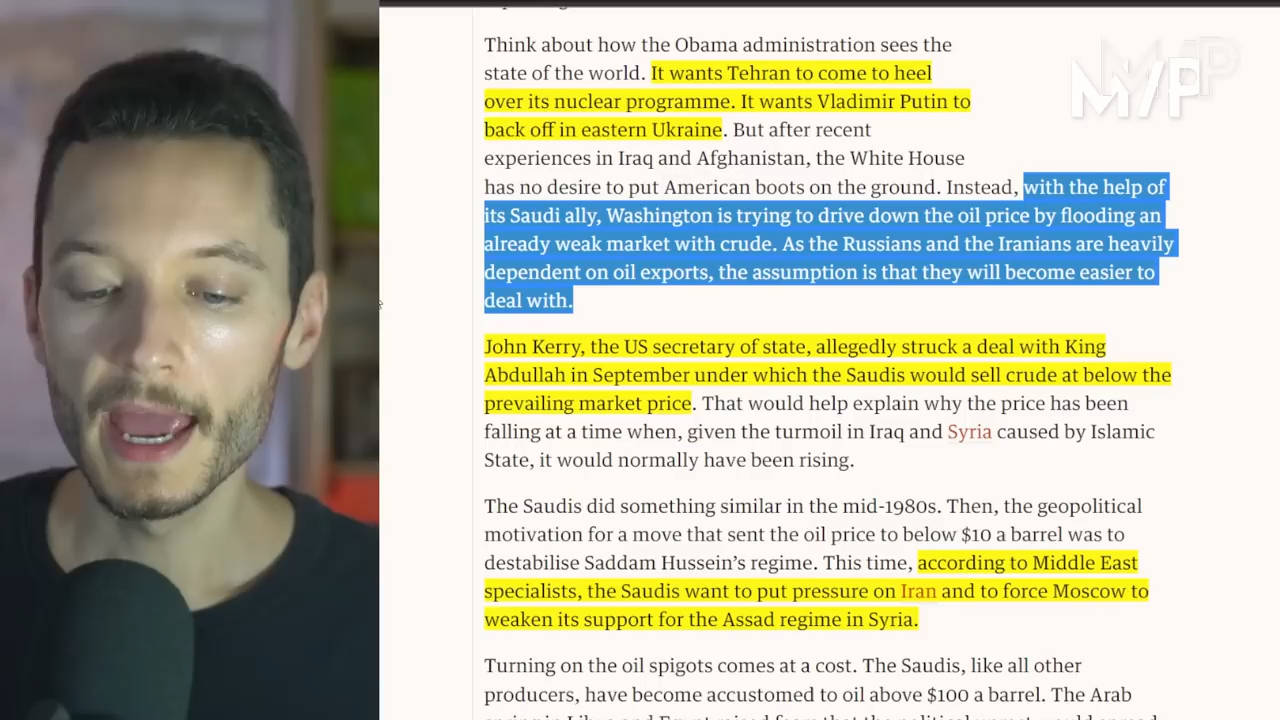 M/P
Think about how the Obama administration sees the
state of the world. It wants Tehran to come to heel
over its nuclear programme. It wants Vladimir Putin to
back off in eastern Ukraine. But after recent
experiences in Iraq and Afghanistan, the White House
has no desire to put American boots on the ground. Instead, with the help of
its Saudi ally, Washington is trying to drive down the oil price by flooding an
already weak market with crude. As the Russians and the Iranians are heavily
dependent on oil exports, the assumption is that they will become easier to
deal with.
John Kerry, the US secretary of state, allegedly struck a deal with King
Abdullah in September under which the Saudis would sell crude at below the
prevailing market price. That would help explain why the price has been
falling at a time when, given the turmoil in Iraq and Syria caused by Islamic
State, it would normally have been rising.
The Saudis did something similar in the mid-1980s. Then, the geopolitical
motivation for a move that sent the oil price to below $10 a barrel was to
destabilise Saddam Hussein's regime. This time, according to Middle East
specialists, the Saudis want to put pressure on Iran and to force Moscow to
weaken its support for the Assad regime in Syria.
Turning on the oil spigots comes at a cost. The Saudis, like all other
producers, have become accustomed to oil above $100 a barrel. The Arab